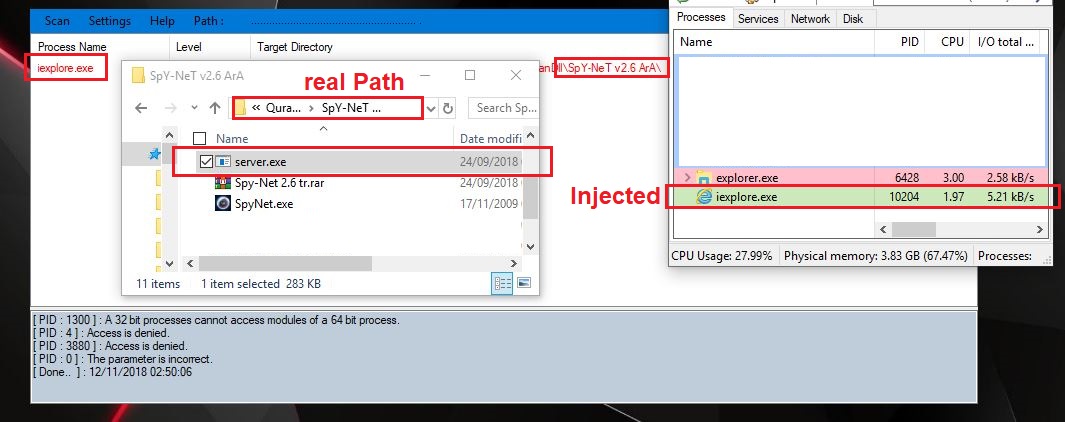 Scan Settings Help Path : ......................................................
Process Name Level Target Directory
iexplore.exe anDll\SpY-NeT v2.6 ArA\
SpY-NeT v2.6 ArA
real Path
« Qura... › SpY-NeT ... Search Sp...
Name Date modifi
server.exe 24/09/2018
Spy-Net 2.6 tr.rar 24/09/2018
SpyNet.exe 17/11/2009
11 items 1 item selected 283 KB
Processes Services Network Disk
Name PID CPU I/O total ...
explorer.exe 6428 3.00 2.58 kB/s
Injected
iexplore.exe 10204 1.97 5.21 kB/s
CPU Usage: 27.99% Physical memory: 3.83 GB (67.47%) Processes:
[ PID : 1300 ] : A 32 bit processes cannot access modules of a 64 bit process.
[ PID : 4 ] : Access is denied.
[ PID : 3880 ] : Access is denied.
[ PID : 0 ] : The parameter is incorrect.
[ Done.. ] : 12/11/2018 02:50:06